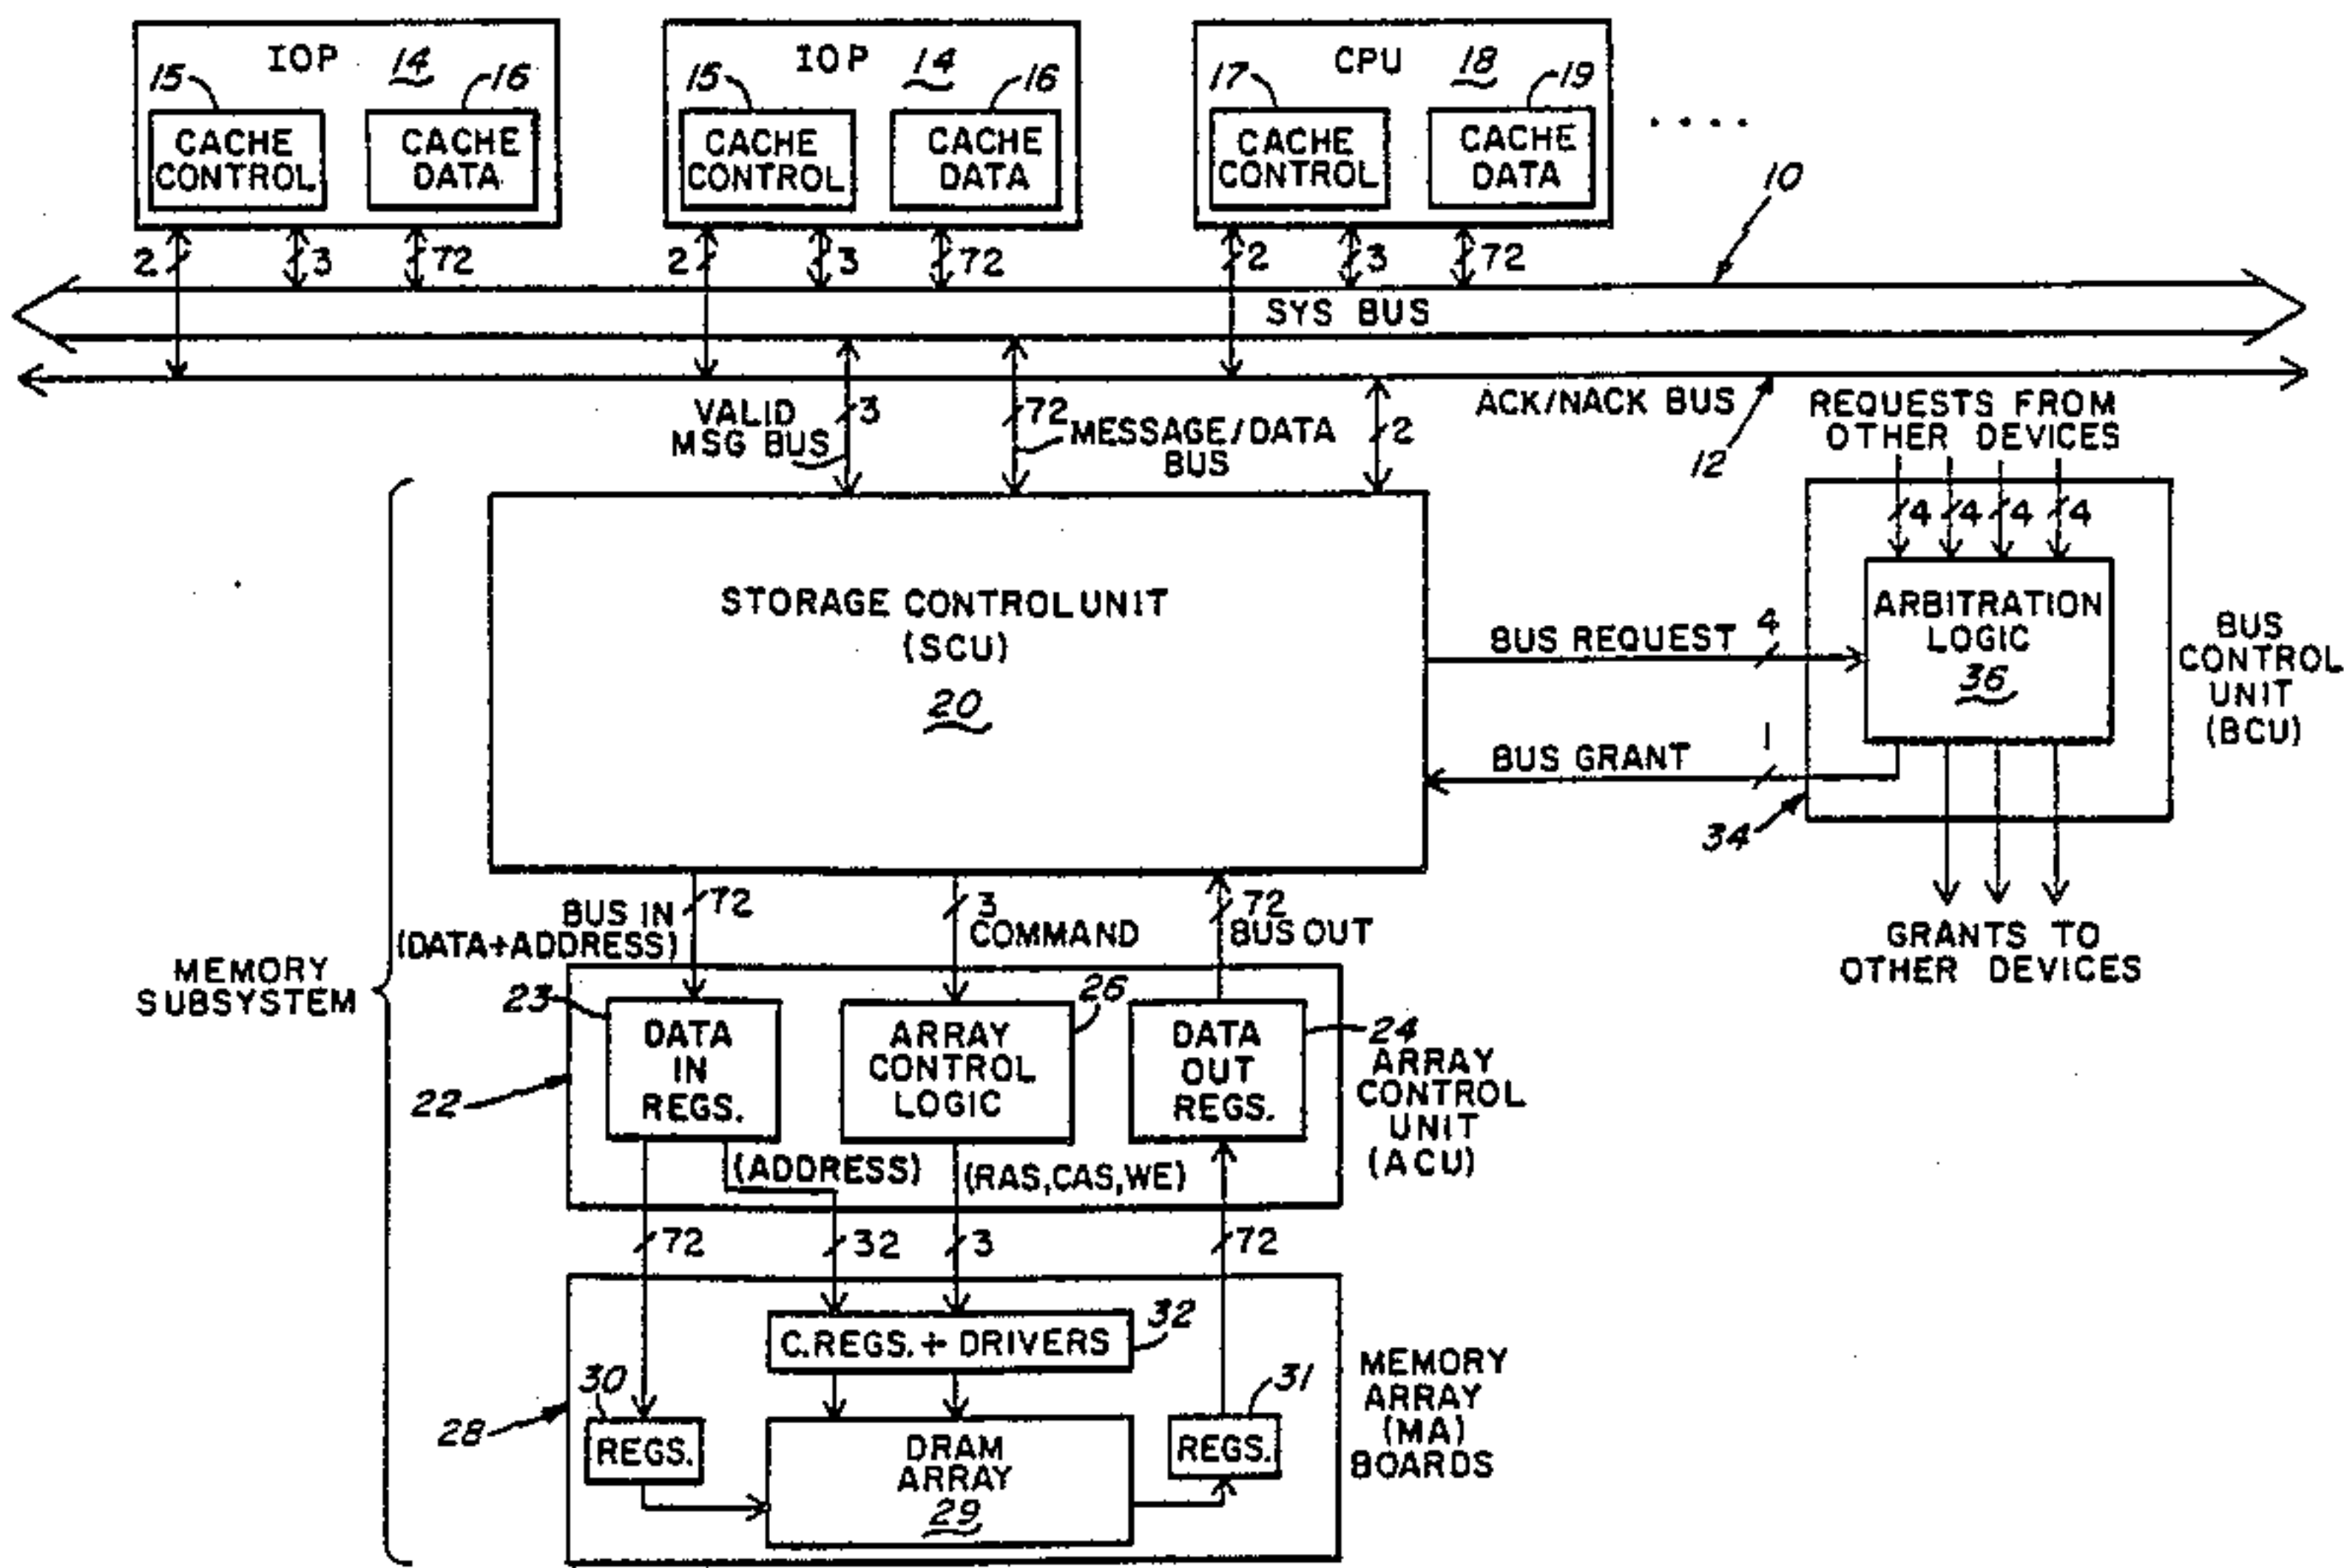 IOP 14
15
16
CACHE
CONTROL
CACHE
DATA
IOP 14
15
16
CACHE
CONTROL
CACHE
DATA
CPU 18
17
19
CACHE
CONTROL
CACHE
DATA
10
2 3 72
2 3 72
2 3 72
SYS BUS
ACK/NACK BUS
12
VALID
MSG BUS
3
72
MESSAGE/DATA
BUS
2
REQUESTS FROM
OTHER DEVICES
4 4 4 4
STORAGE CONTROL UNIT
(SCU)
20
BUS REQUEST 4
BUS GRANT 1
ARBITRATION
LOGIC
36
BUS
CONTROL
UNIT
(BCU)
34
GRANTS TO
OTHER DEVICES
MEMORY
SUBSYSTEM
BUS IN
(DATA+ADDRESS)
72
3
COMMAND
72
BUS OUT
23
DATA
IN
REGS.
26
ARRAY
CONTROL
LOGIC
24
DATA
OUT
REGS.
22
ARRAY
CONTROL
UNIT
(ACU)
(ADDRESS)
(RAS,CAS,WE)
72 32 3 72
C.REGS.+ DRIVERS
32
30
REGS.
DRAM
ARRAY
29
31
REGS.
28
MEMORY
ARRAY
(MA)
BOARDS